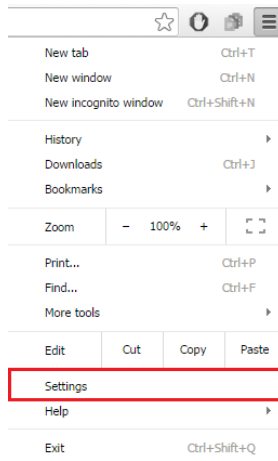 New tab Ctrl+T
New window Ctrl+N
New incognito window Ctrl+Shift+N
History
Downloads Ctrl+J
Bookmarks
Zoom - 100% +
Print... Ctrl+P
Find... Ctrl+F
More tools
Edit Cut Copy Paste
Settings
Help
Exit Ctrl+Shift+Q